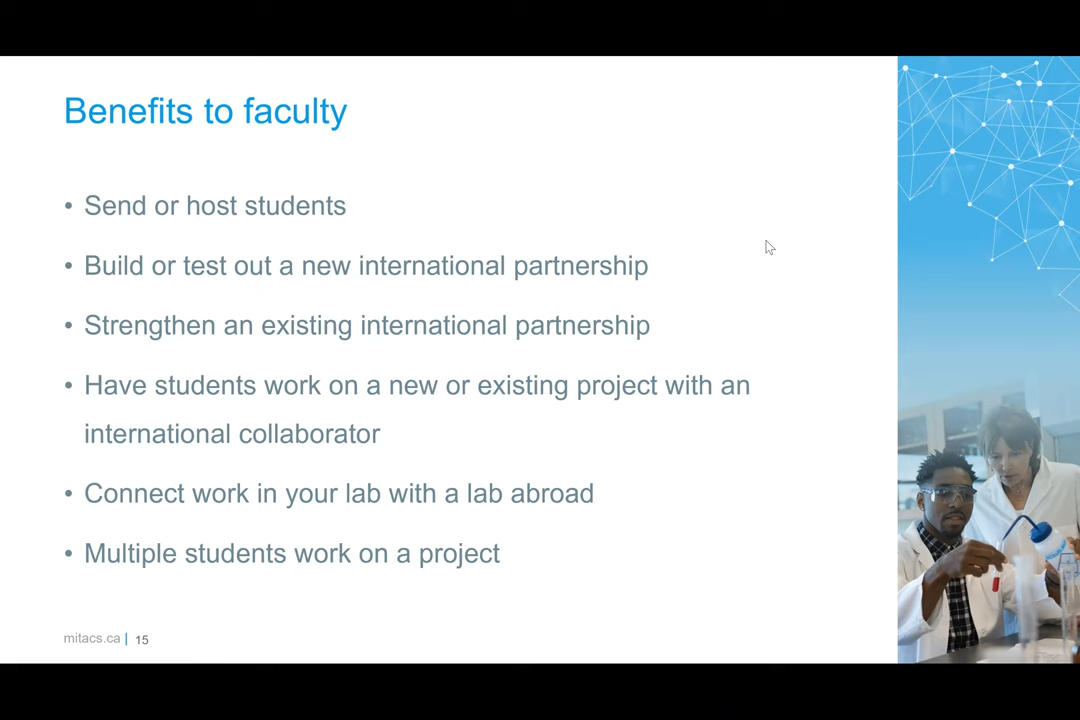 Benefits to faculty
• Send or host students
• Build or test out a new international partnership
• Strengthen an existing international partnership
• Have students work on a new or existing project with an
international collaborator
• Connect work in your lab with a lab abroad
• Multiple students work on a project
mitacs.ca | 15